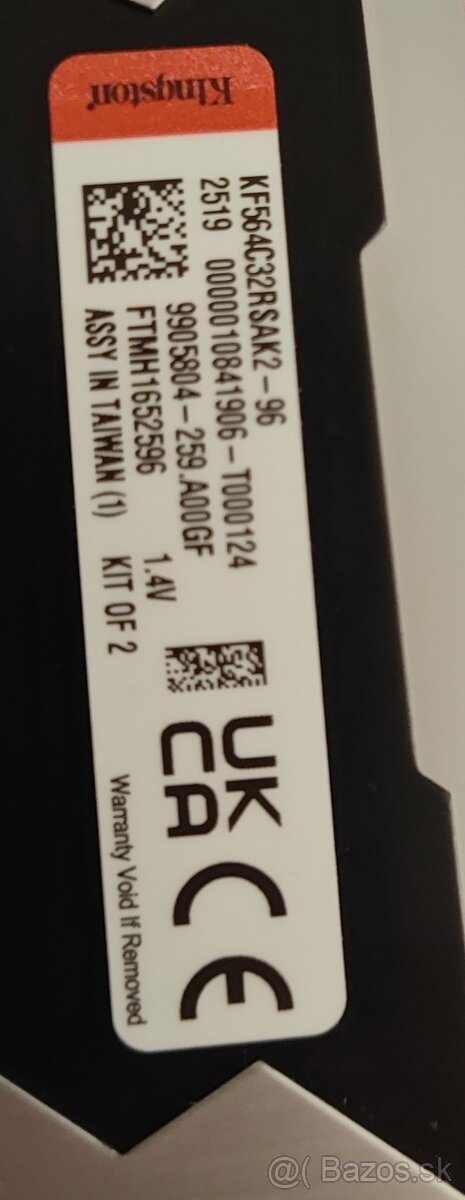 Kingston
KF564C32RSAK2-96
2519 0000010841906-T000124
9905804-259.A00GF
FTMH1652596 1.4V
ASSY IN TAIWAN (1) KIT OF 2
Warranty Void If Removed
UK
CA
CE
@( Bazos.sk